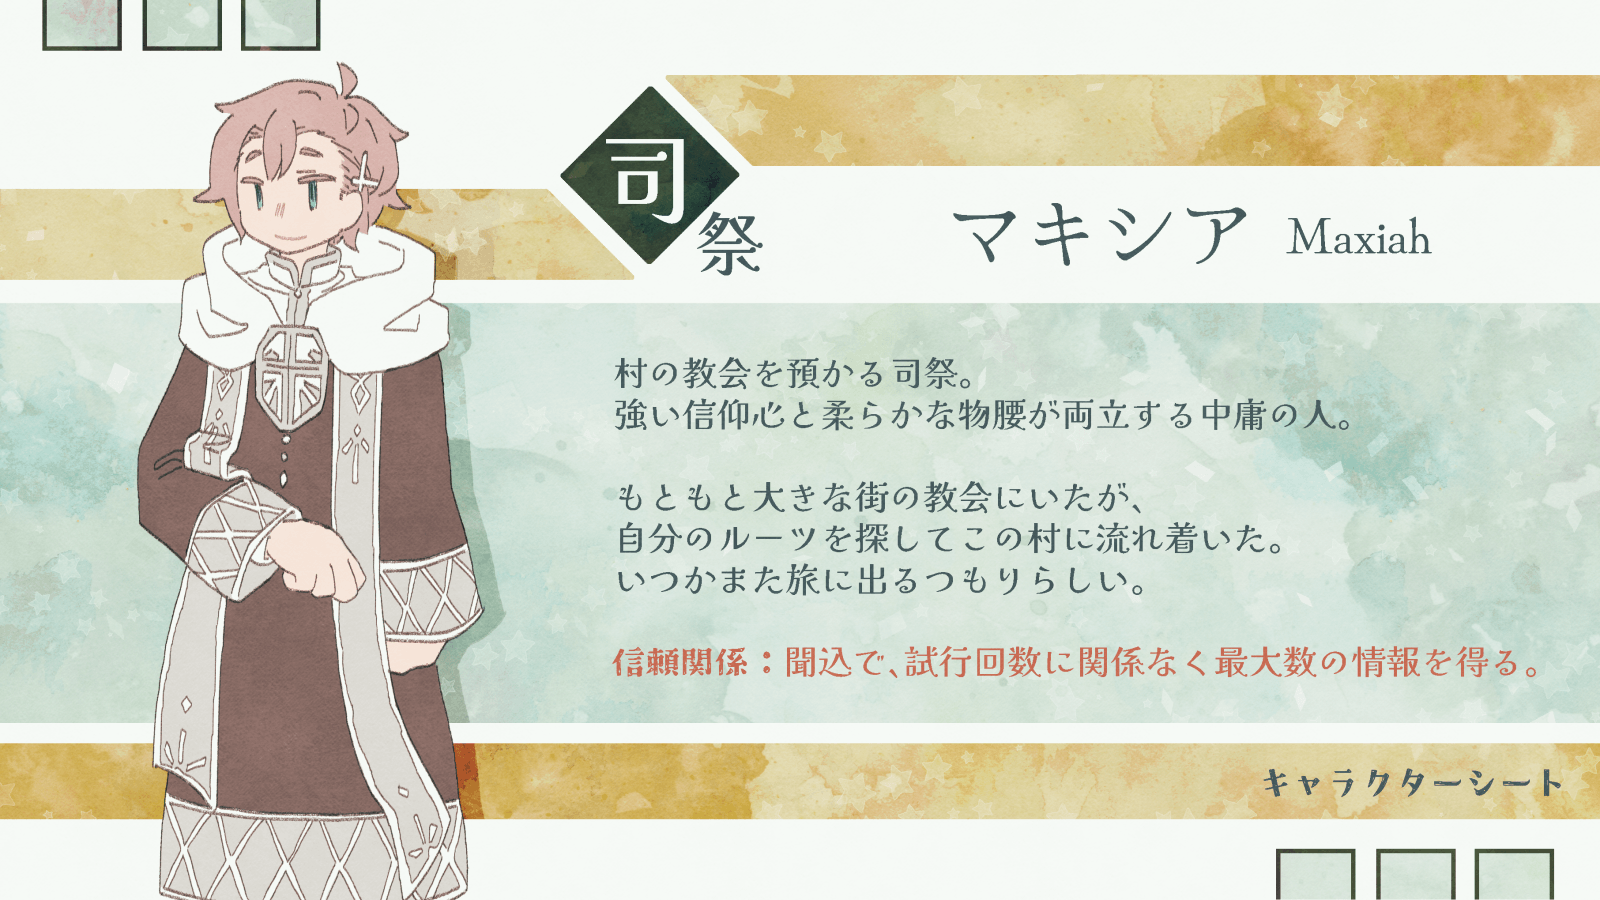 司祭
マキシア Maxiah
村の教会を預かる司祭。
強い信仰心と柔らかな物腰が両立する中庸の人。
もともと大きな街の教会にいたが、
自分のルーツを探してこの村に流れ着いた。
いつかまた旅に出るつもりらしい。
信頼関係：聞込で、試行回数に関係なく最大数の情報を得る。
キャラクターシート